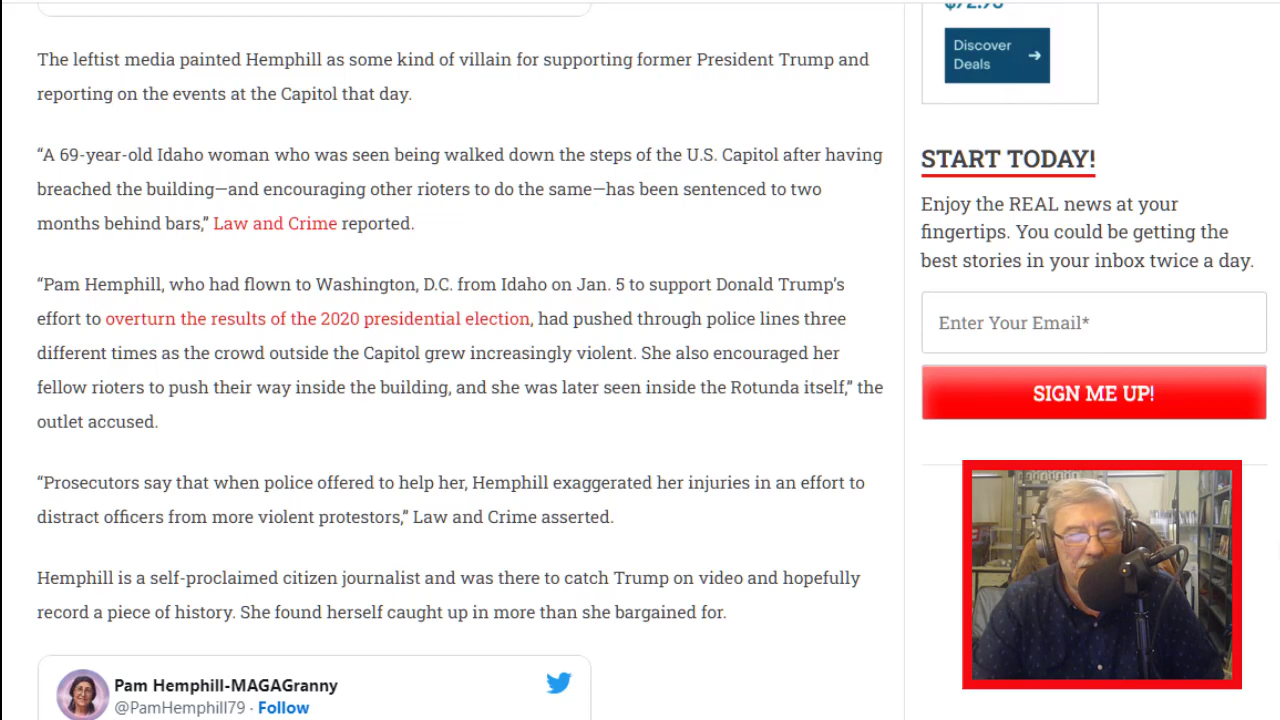 The leftist media painted Hemphill as some kind of villain for supporting former President Trump and
reporting on the events at the Capitol that day.
“A 69-year-old Idaho woman who was seen being walked down the steps of the U.S. Capitol after having
breached the building—and encouraging other rioters to do the same—has been sentenced to two
months behind bars,” Law and Crime reported.
“Pam Hemphill, who had flown to Washington, D.C. from Idaho on Jan. 5 to support Donald Trump’s
effort to overturn the results of the 2020 presidential election, had pushed through police lines three
different times as the crowd outside the Capitol grew increasingly violent. She also encouraged her
fellow rioters to push their way inside the building, and she was later seen inside the Rotunda itself,” the
outlet accused.
“Prosecutors say that when police offered to help her, Hemphill exaggerated her injuries in an effort to
distract officers from more violent protestors,” Law and Crime asserted.
Hemphill is a self-proclaimed citizen journalist and was there to catch Trump on video and hopefully
record a piece of history. She found herself caught up in more than she bargained for.
Pam Hemphill-MAGAGranny
@PamHemphill79 · Follow
Discover
Deals
START TODAY!
Enjoy the REAL news at your
fingertips. You could be getting the
best stories in your inbox twice a day.
Enter Your Email*
SIGN ME UP!